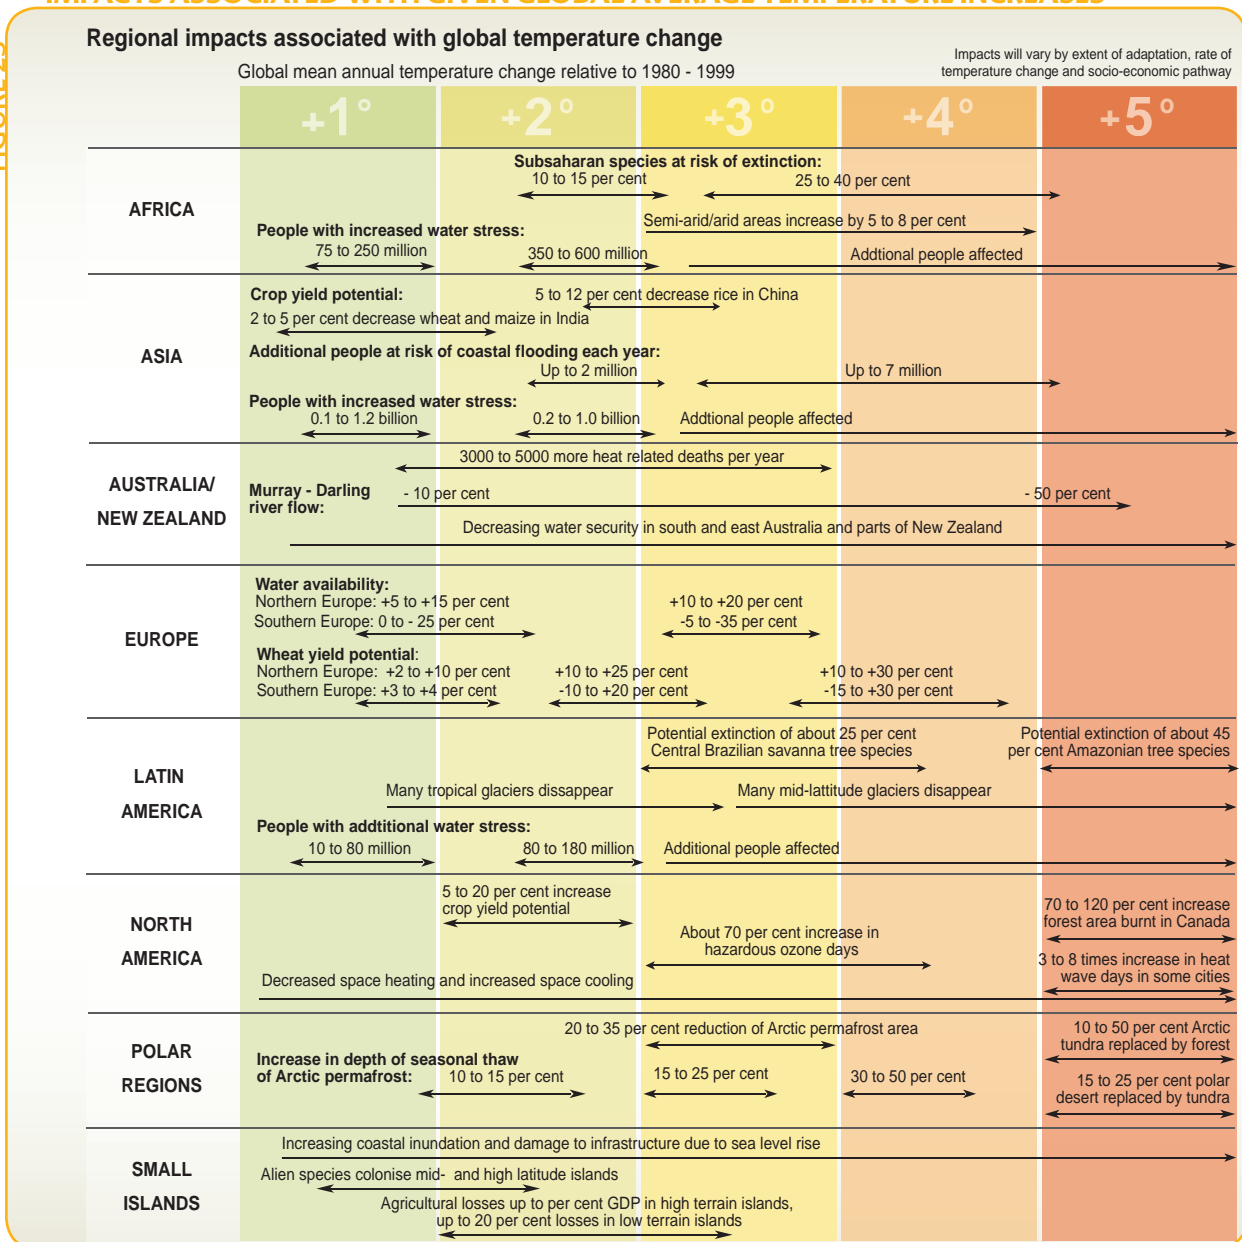 IMPACTS ASSOCIATED WITH GIVEN GLOBAL AVERAGE TEMPERATURE INCREASES
FIGURE 25
Regional impacts associated with global temperature change
Impacts will vary by extent of adaptation, rate of
temperature change and socio-economic pathway
Global mean annual temperature change relative to 1980 - 1999
+1° +2° +3° +4° +5°
AFRICA
Subsaharan species at risk of extinction:
10 to 15 per cent 25 to 40 per cent
Semi-arid/arid areas increase by 5 to 8 per cent
People with increased water stress:
75 to 250 million 350 to 600 million Addtional people affected
ASIA
Crop yield potential: 5 to 12 per cent decrease rice in China
2 to 5 per cent decrease wheat and maize in India
Additional people at risk of coastal flooding each year:
Up to 2 million Up to 7 million
People with increased water stress:
0.1 to 1.2 billion 0.2 to 1.0 billion Addtional people affected
AUSTRALIA/
NEW ZEALAND
3000 to 5000 more heat related deaths per year
Murray - Darling
river flow:
- 10 per cent - 50 per cent
Decreasing water security in south and east Australia and parts of New Zealand
EUROPE
Water availability:
Northern Europe: +5 to +15 per cent +10 to +20 per cent
Southern Europe: 0 to - 25 per cent -5 to -35 per cent
Wheat yield potential:
Northern Europe: +2 to +10 per cent +10 to +25 per cent +10 to +30 per cent
Southern Europe: +3 to +4 per cent -10 to +20 per cent -15 to +30 per cent
LATIN
AMERICA
Potential extinction of about 25 per cent
Central Brazilian savanna tree species
Potential extinction of about 45
per cent Amazonian tree species
Many tropical glaciers dissappear Many mid-lattitude glaciers disappear
People with addtitional water stress:
10 to 80 million 80 to 180 million Additional people affected
NORTH
AMERICA
5 to 20 per cent increase
crop yield potential
70 to 120 per cent increase
forest area burnt in Canada
About 70 per cent increase in
hazardous ozone days
3 to 8 times increase in heat
wave days in some cities
Decreased space heating and increased space cooling
POLAR
REGIONS
20 to 35 per cent reduction of Arctic permafrost area
10 to 50 per cent Arctic
tundra replaced by forest
Increase in depth of seasonal thaw
of Arctic permafrost: 10 to 15 per cent 15 to 25 per cent 30 to 50 per cent
15 to 25 per cent polar
desert replaced by tundra
SMALL
ISLANDS
Increasing coastal inundation and damage to infrastructure due to sea level rise
Alien species colonise mid- and high latitude islands
Agricultural losses up to per cent GDP in high terrain islands,
up to 20 per cent losses in low terrain islands